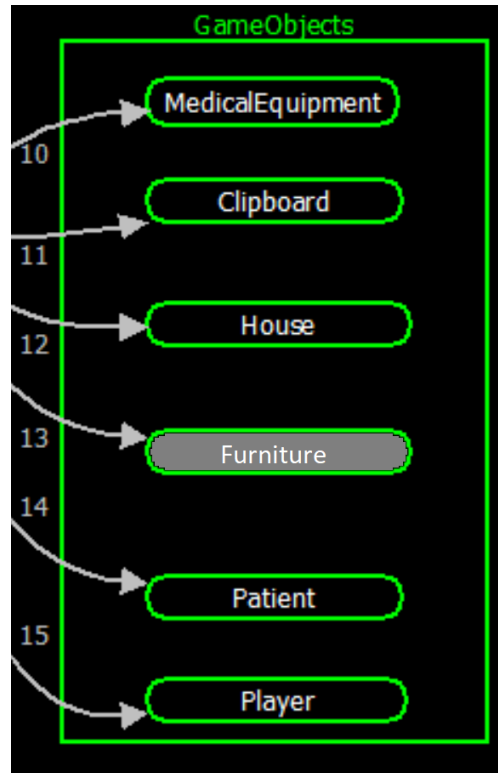 GameObjects
MedicalEquipment
10
Clipboard
11
House
12
13
Furniture
14
Patient
15
Player